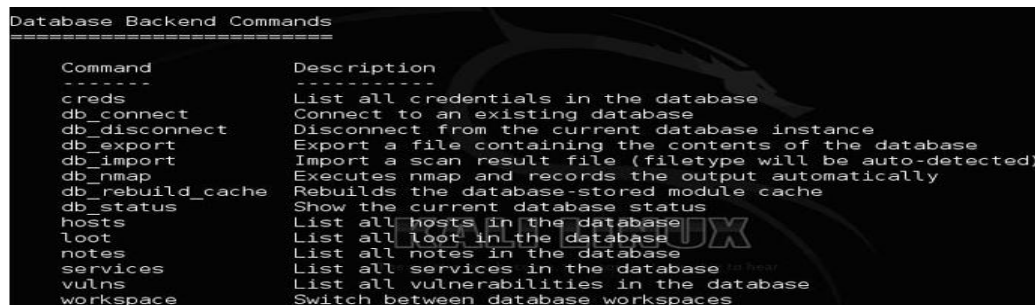 Database Backend Commands
=========================
Command Description
------- -----------
creds List all credentials in the database
db_connect Connect to an existing database
db_disconnect Disconnect from the current database instance
db_export Export a file containing the contents of the database
db_import Import a scan result file (filetype will be auto-detected)
db_nmap Executes nmap and records the output automatically
db_rebuild_cache Rebuilds the database-stored module cache
db_status Show the current database status
hosts List all hosts in the database
loot List all loot in the database
notes List all notes in the database
services List all services in the database
vulns List all vulnerabilities in the database
workspace Switch between database workspaces
KALI LINUX
to hear